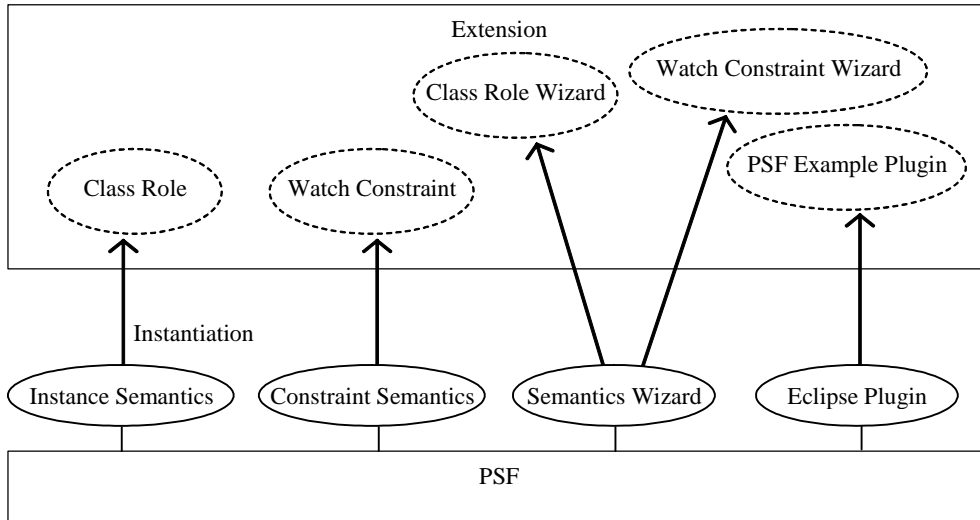 Extension
Watch Constraint Wizard
Class Role Wizard
PSF Example Plugin
Class Role
Watch Constraint
Instantiation
Instance Semantics
Constraint Semantics
Semantics Wizard
Eclipse Plugin
PSF